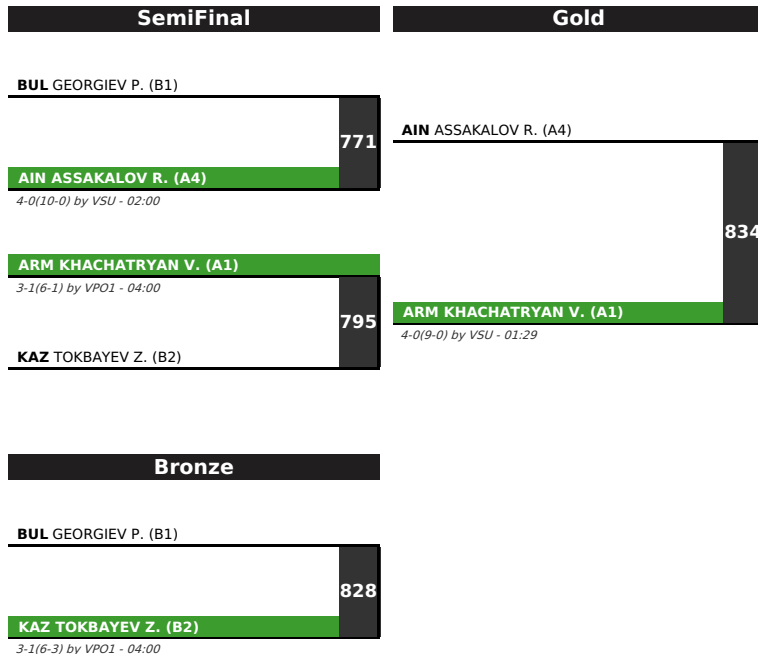 SemiFinal
BUL GEORGIEV P. (B1)
771
AIN ASSAKALOV R. (A4)
4-0(10-0) by VSU - 02:00
ARM KHACHATRYAN V. (A1)
3-1(6-1) by VPO1 - 04:00
795
KAZ TOKBAYEV Z. (B2)
Gold
AIN ASSAKALOV R. (A4)
834
ARM KHACHATRYAN V. (A1)
4-0(9-0) by VSU - 01:29
Bronze
BUL GEORGIEV P. (B1)
828
KAZ TOKBAYEV Z. (B2)
3-1(6-3) by VPO1 - 04:00